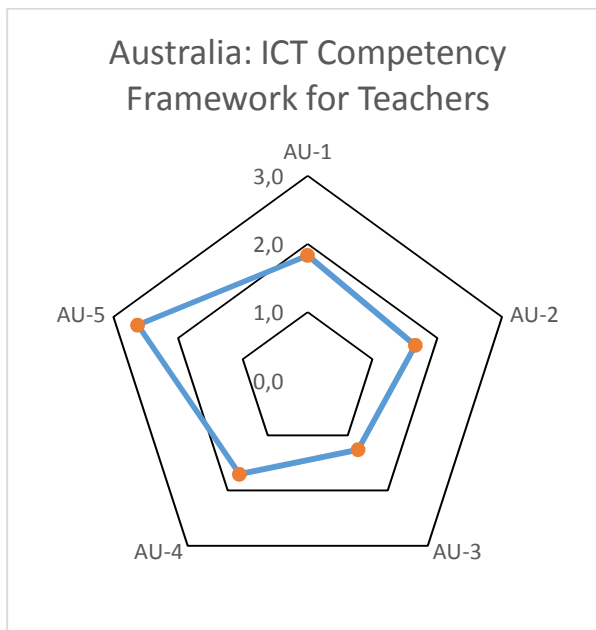 Australia: ICT Competency
Framework for Teachers
AU-1
3,0
2,0
1,0
0,0
AU-5
AU-2
AU-4
AU-3